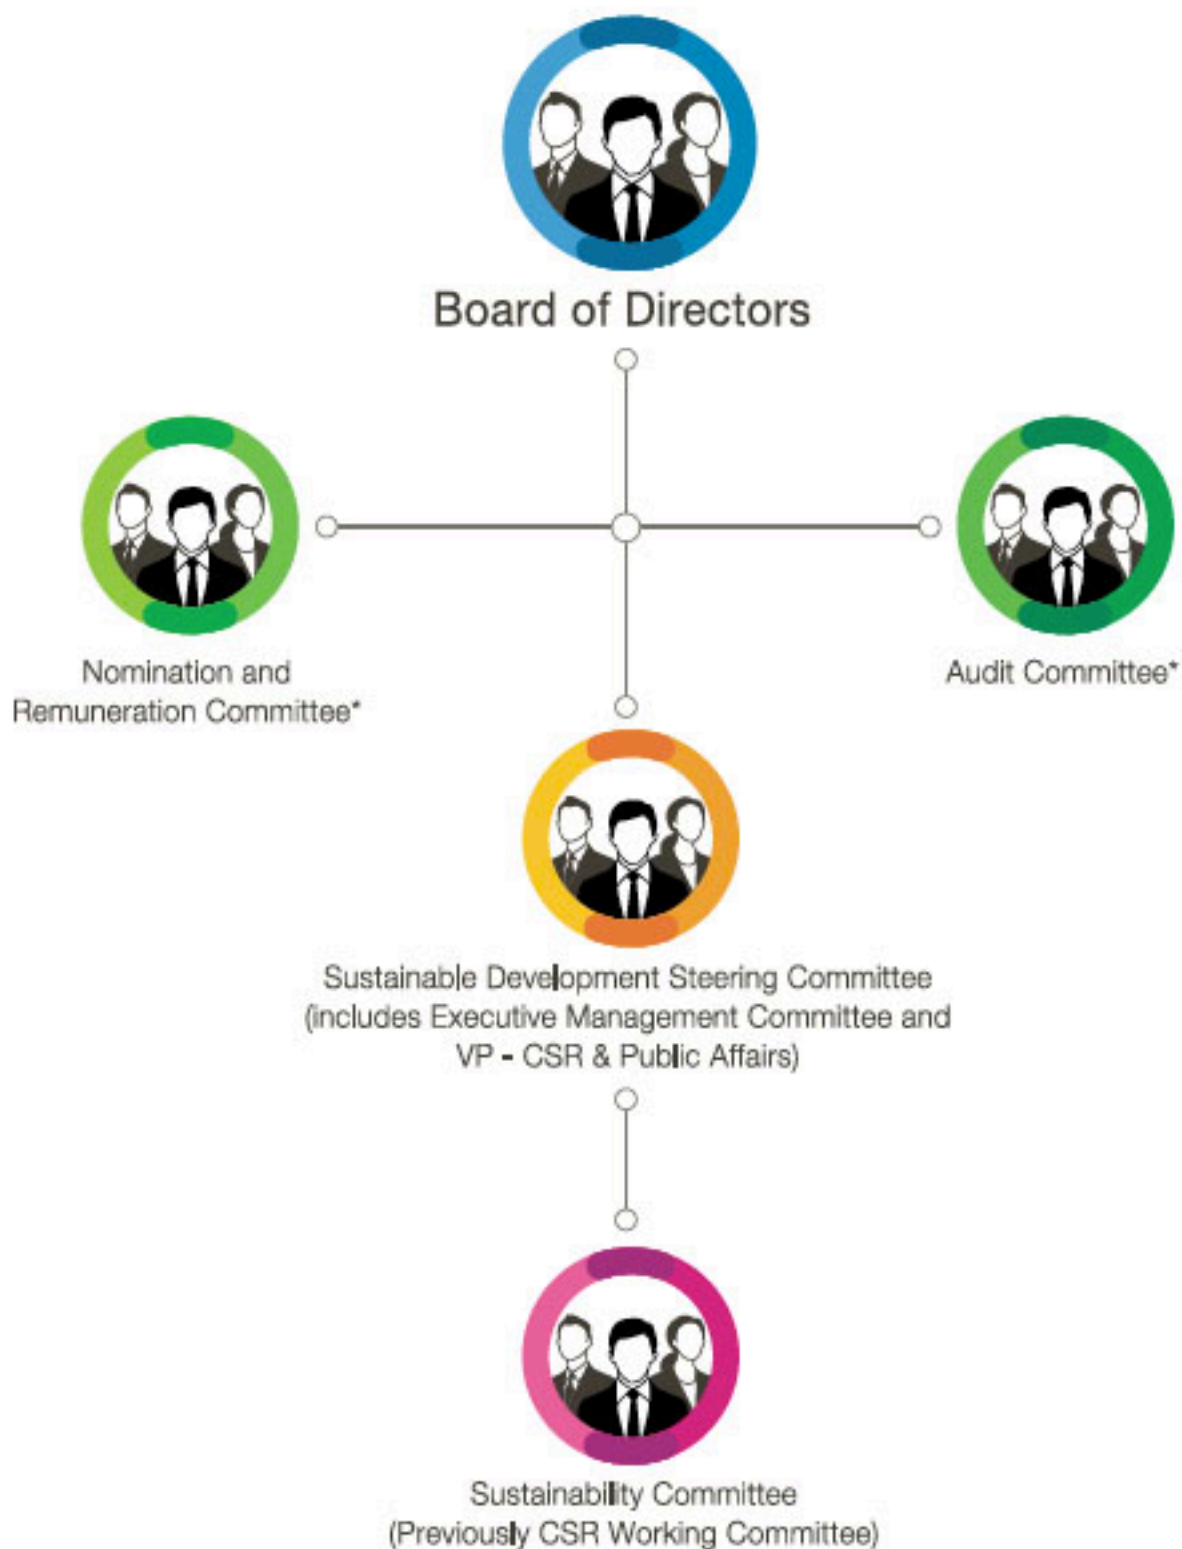 Board of Directors
Nomination and
Remuneration Committee*
Audit Committee*
Sustainable Development Steering Committee
(includes Executive Management Committee and
VP - CSR & Public Affairs)
Sustainability Committee
(Previously CSR Working Committee)